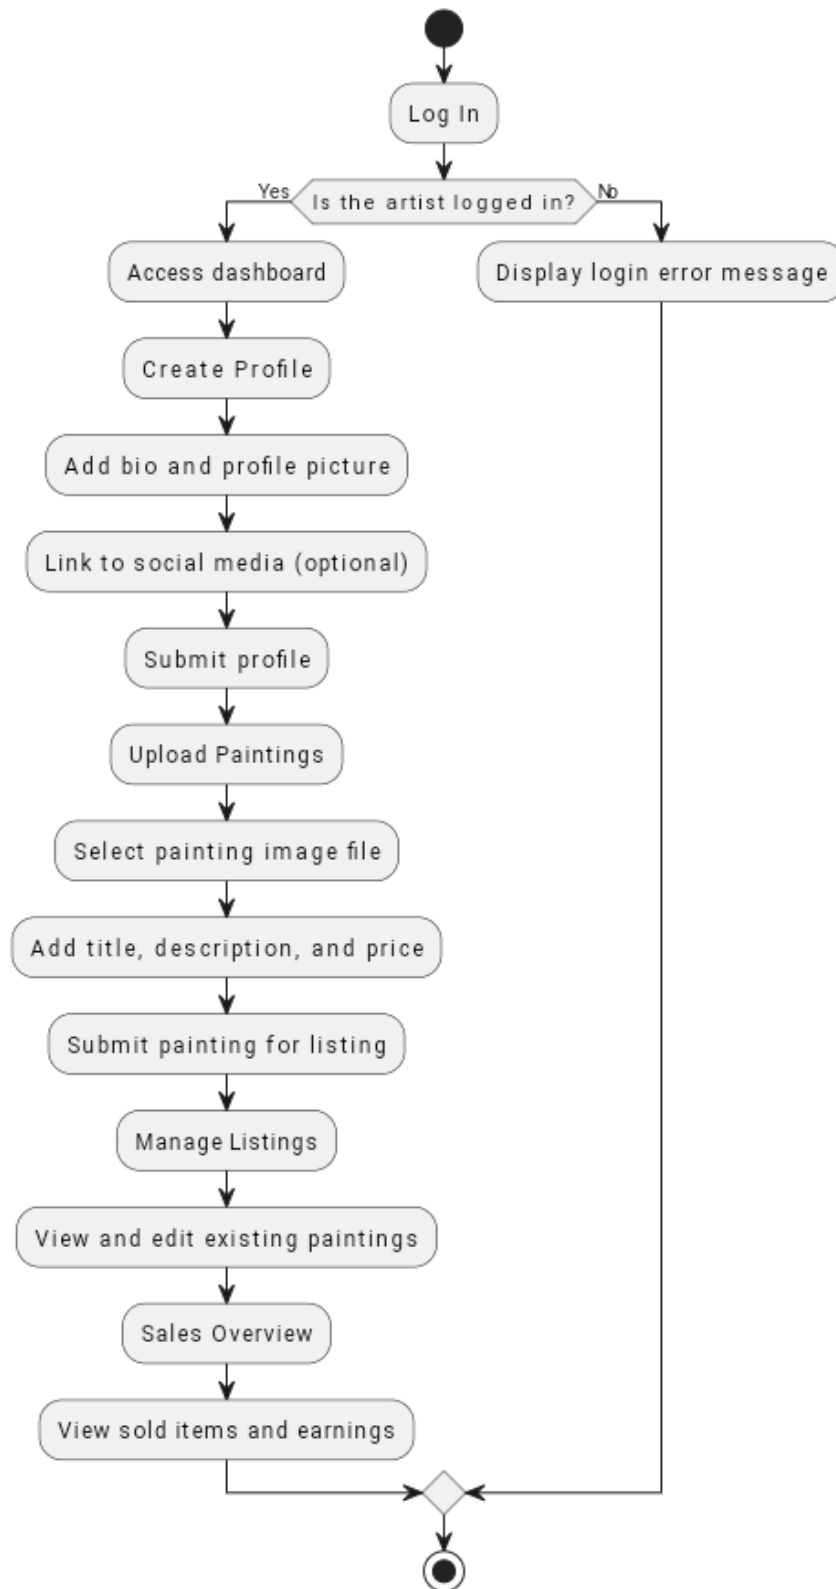 Log In
Yes
Is the artist logged in?
No
Access dashboard
Display login error message
Create Profile
Add bio and profile picture
Link to social media (optional)
Submit profile
Upload Paintings
Select painting image file
Add title, description, and price
Submit painting for listing
Manage Listings
View and edit existing paintings
Sales Overview
View sold items and earnings